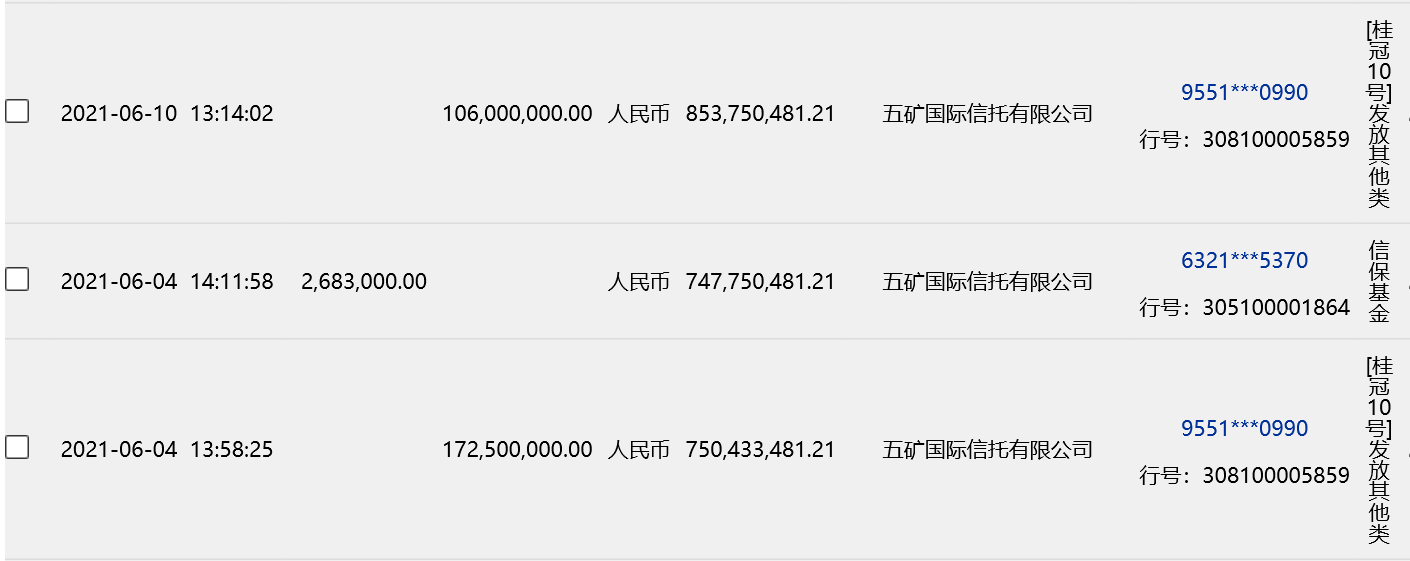 2021-06-10 13:14:02 106,000,000.00 人民币 853,750,481.21 五矿国际信托有限公司 9551***0990
行号：308100005859
[桂冠10号]发放其他类
2021-06-04 14:11:58 2,683,000.00 人民币 747,750,481.21 五矿国际信托有限公司 6321***5370
行号：305100001864
信保基金
2021-06-04 13:58:25 172,500,000.00 人民币 750,433,481.21 五矿国际信托有限公司 9551***0990
行号：308100005859
[桂冠10号]发放其他类